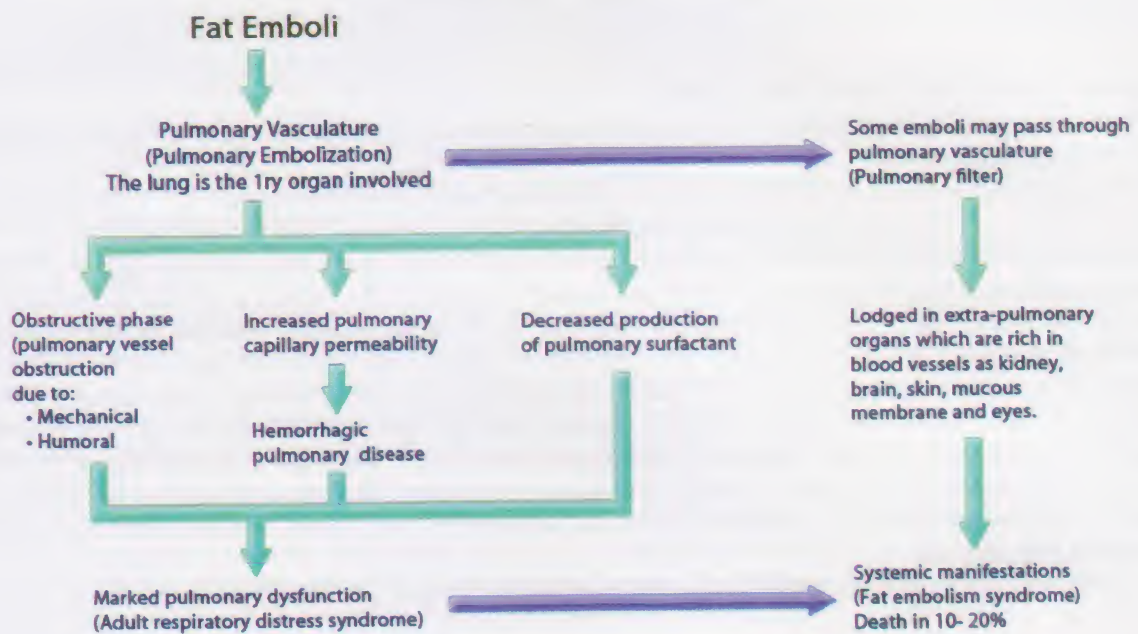 Fat Emboli
Pulmonary Vasculature
(Pulmonary Embolization)
The lung is the 1ry organ involved
Some emboli may pass through
pulmonary vasculature
(Pulmonary filter)
Obstructive phase
(pulmonary vessel
obstruction
due to:
• Mechanical
• Humoral
Increased pulmonary
capillary permeability
Hemorrhagic
pulmonary disease
Decreased production
of pulmonary surfactant
Lodged in extra-pulmonary
organs which are rich in
blood vessels as kidney,
brain, skin, mucous
membrane and eyes.
Marked pulmonary dysfunction
(Adult respiratory distress syndrome)
Systemic manifestations
(Fat embolism syndrome)
Death in 10- 20%